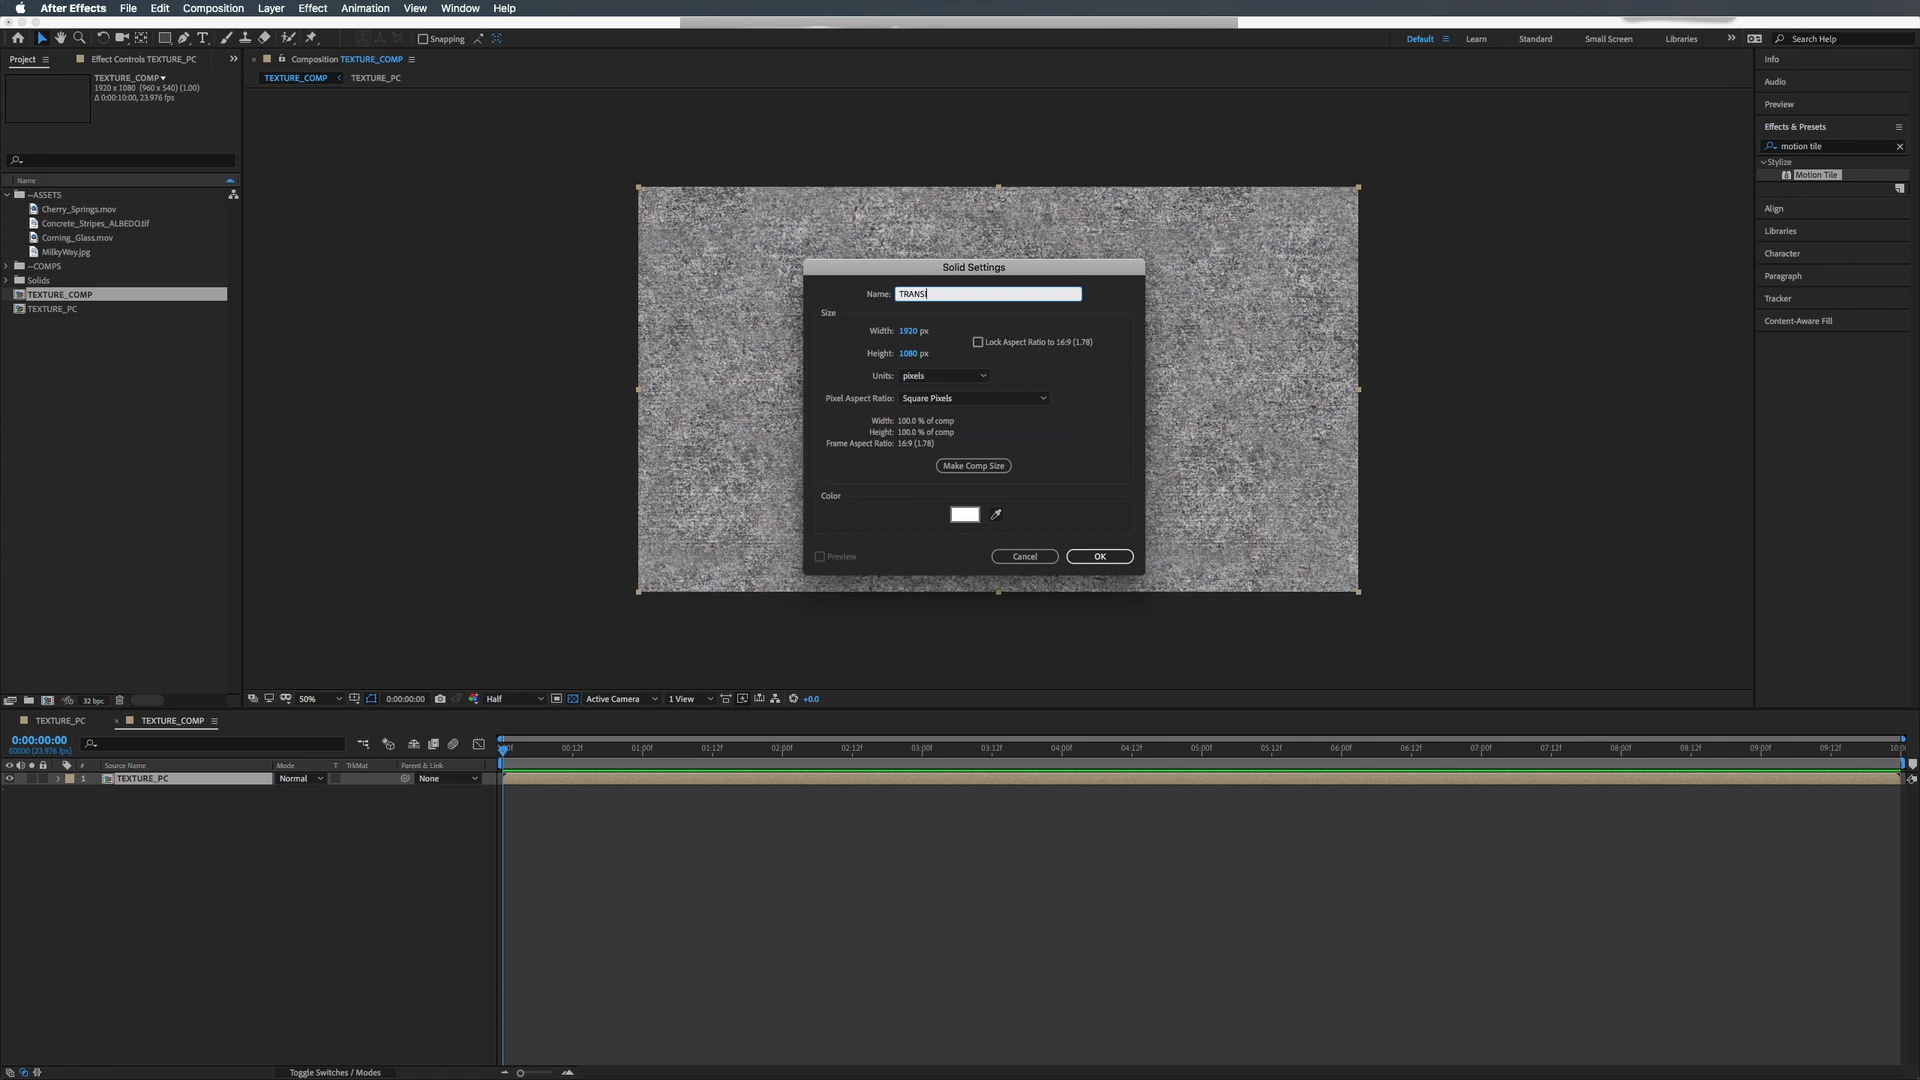 After Effects File Edit Composition Layer Effect Animation View Window Help
Snapping Default Learn Standard Small Screen Libraries Search Help
Project Effect Controls TEXTURE_PC Composition TEXTURE_COMP Info
TEXTURE_COMP TEXTURE_COMP TEXTURE_PC
1920 x 1080 (960 x 540) (1.00)
Δ 0:00:10:00, 23.976 fps
Audio
Preview
Effects & Presets
motion tile
Stylize
Motion Tile
Align
Libraries
Character
Paragraph
Tracker
Content-Aware Fill
Name
--ASSETS
Cherry_Springs.mov
Concrete_Stripes_ALBEDO.tif
Corning_Glass.mov
MilkyWay.jpg
--COMPS
Solids
TEXTURE_COMP
TEXTURE_PC
Solid Settings
Name: TRANSI
Size
Width: 1920 px
Lock Aspect Ratio to 16:9 (1.78)
Height: 1080 px
Units: pixels
Pixel Aspect Ratio: Square Pixels
Width: 100.0 % of comp
Height: 100.0 % of comp
Frame Aspect Ratio: 16:9 (1.78)
Make Comp Size
Color
Preview Cancel OK
32 bpc 50% 0:00:00:00 Half Active Camera 1 View +0.0
TEXTURE_PC TEXTURE_COMP
0:00:00:00
00000 (23.976 fps)
00:12f 01:00f 01:12f 02:00f 02:12f 03:00f 03:12f 04:00f 04:12f 05:00f 05:12f 06:00f 06:12f 07:00f 07:12f 08:00f 08:12f 09:00f 09:12f
# Source Name Mode T TrkMat Parent & Link
1 TEXTURE_PC Normal None
Toggle Switches / Modes